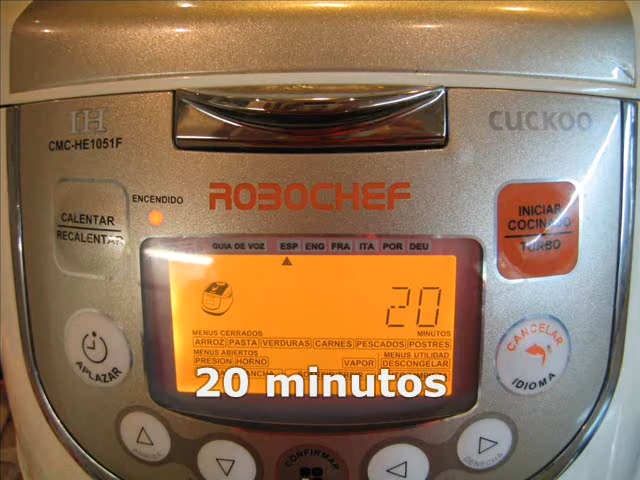 IH
CUCKOO
CMC-HE1051F
ROBOCHEF
ENCENDIDO
CALENTAR
RECALENTAR
INICIAR
COCINADO
TURBO
GUIA DE VOZ ESP ENG FRA ITA POR DEU
20
MENUS CERRADOS MINUTOS
ARROZ PASTA VERDURAS CARNES PESCADOS POSTRES
MENUS ABIERTOS MENUS UTILIDAD
PRESION HORNO VAPOR DESCONGELAR
20 minutos
APLAZAR
CANCELAR
IDIOMA
CONFIRMAR
DERECHA